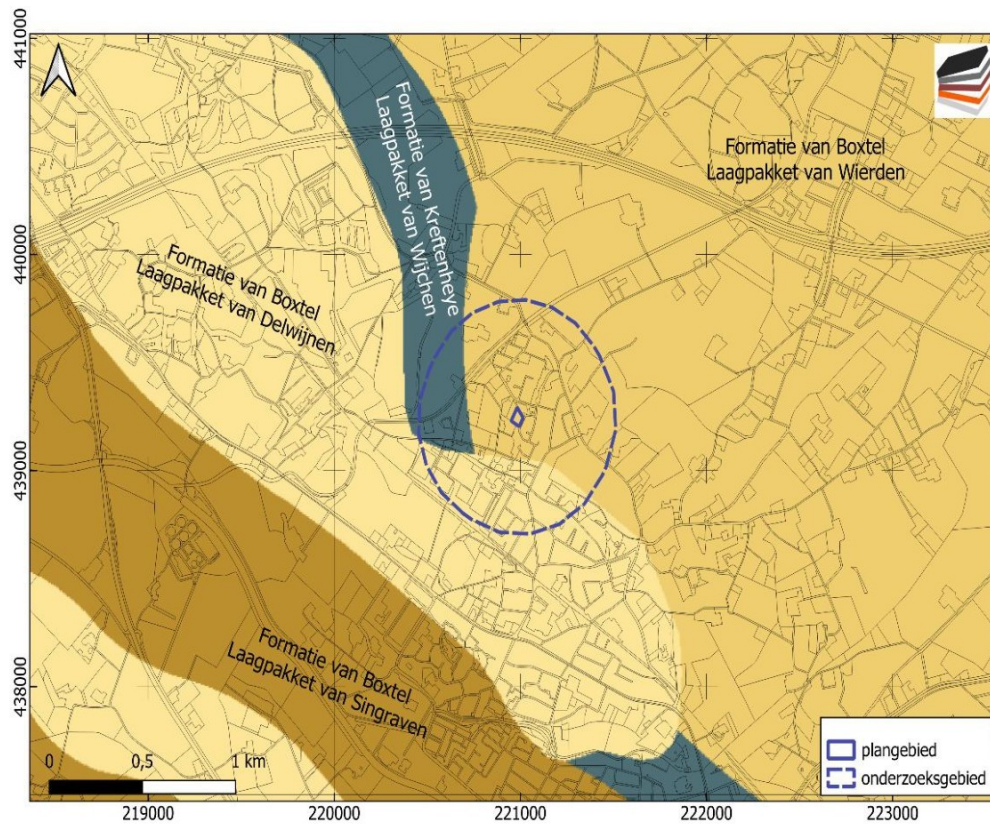 441000
440000
439000
438000
Formatie van Kreftenheye
Laagpakket van Wijchen
Formatie van Boxtel
Laagpakket van Wierden
Formatie van Boxtel
Laagpakket van Delwijnen
Formatie van Boxtel
Laagpakket van Singraven
0 0,5 1 km
plangebied
onderzoeksgebied
219000 220000 221000 222000 223000